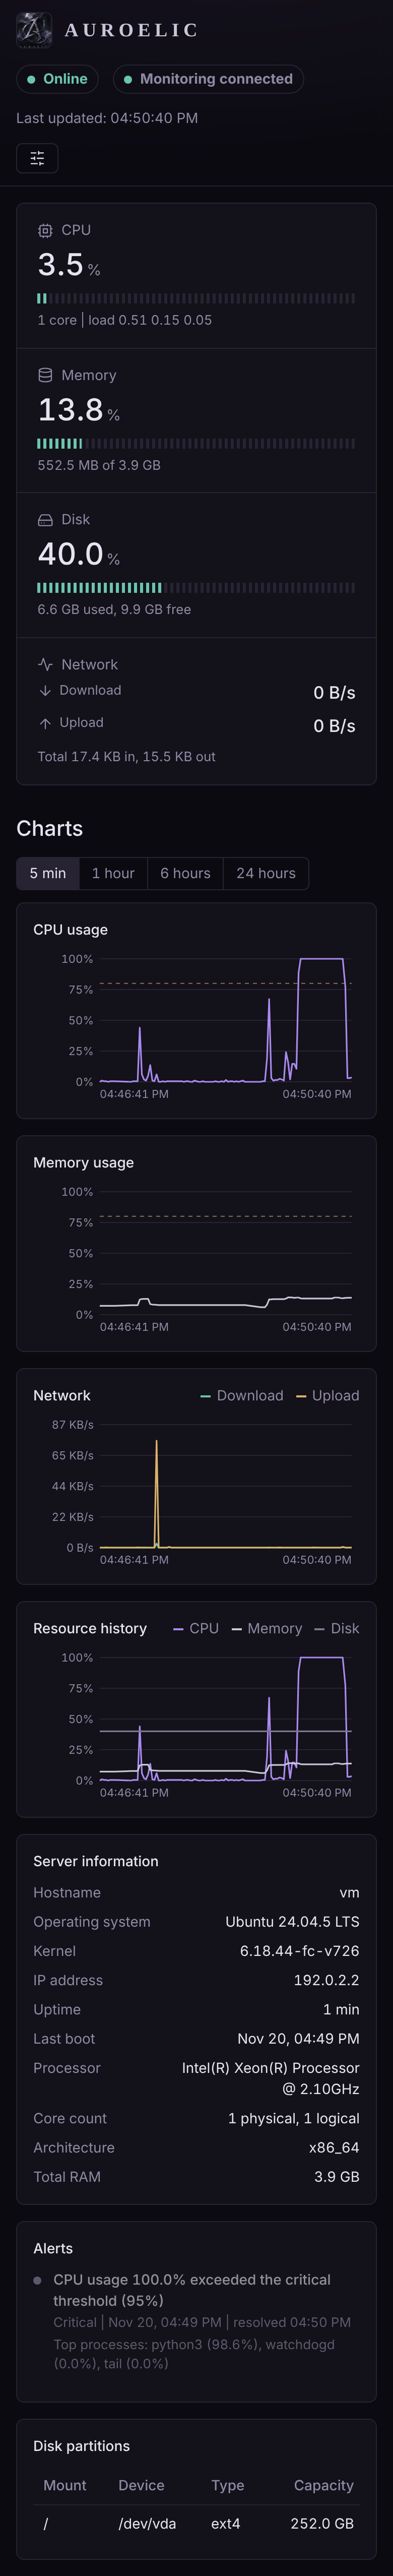 AUROELIC
Online
Monitoring connected
Last updated: 04:50:40 PM
CPU
3.5 %
1 core | load 0.51 0.15 0.05
Memory
13.8 %
552.5 MB of 3.9 GB
Disk
40.0 %
6.6 GB used, 9.9 GB free
Network
Download 0 B/s
Upload 0 B/s
Total 17.4 KB in, 15.5 KB out
Charts
5 min 1 hour 6 hours 24 hours
CPU usage
100%
75%
50%
25%
0%
04:46:41 PM 04:50:40 PM
Memory usage
100%
75%
50%
25%
0%
04:46:41 PM 04:50:40 PM
Network Download Upload
87 KB/s
65 KB/s
44 KB/s
22 KB/s
0 B/s
04:46:41 PM 04:50:40 PM
Resource history CPU Memory Disk
100%
75%
50%
25%
0%
04:46:41 PM 04:50:40 PM
Server information
Hostname vm
Operating system Ubuntu 24.04.5 LTS
Kernel 6.18.44-fc-v726
IP address 192.0.2.2
Uptime 1 min
Last boot Nov 20, 04:49 PM
Processor Intel(R) Xeon(R) Processor
@ 2.10GHz
Core count 1 physical, 1 logical
Architecture x86_64
Total RAM 3.9 GB
Alerts
CPU usage 100.0% exceeded the critical
threshold (95%)
Critical | Nov 20, 04:49 PM | resolved 04:50 PM
Top processes: python3 (98.6%), watchdogd
(0.0%), tail (0.0%)
Disk partitions
Mount Device Type Capacity
/ /dev/vda ext4 252.0 GB